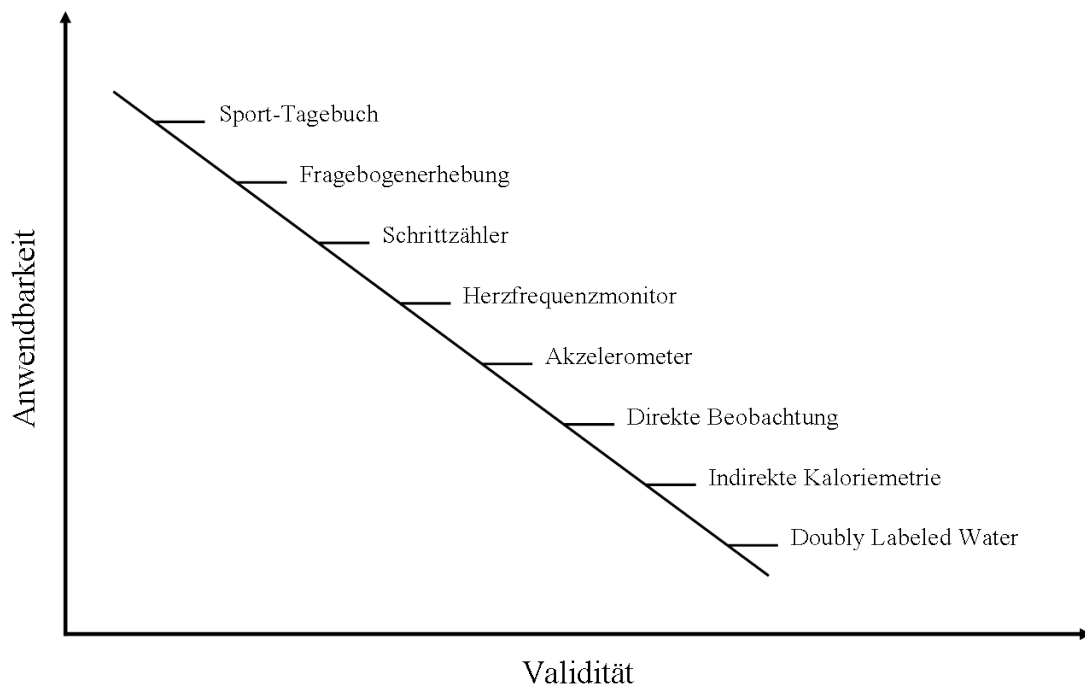 Sport-Tagebuch
Fragebogenerhebung
Schrittzähler
Herzfrequenzmonitor
Akzelerometer
Direkte Beobachtung
Indirekte Kaloriemetrie
Doubly Labeled Water
Anwendbarkeit
Validität